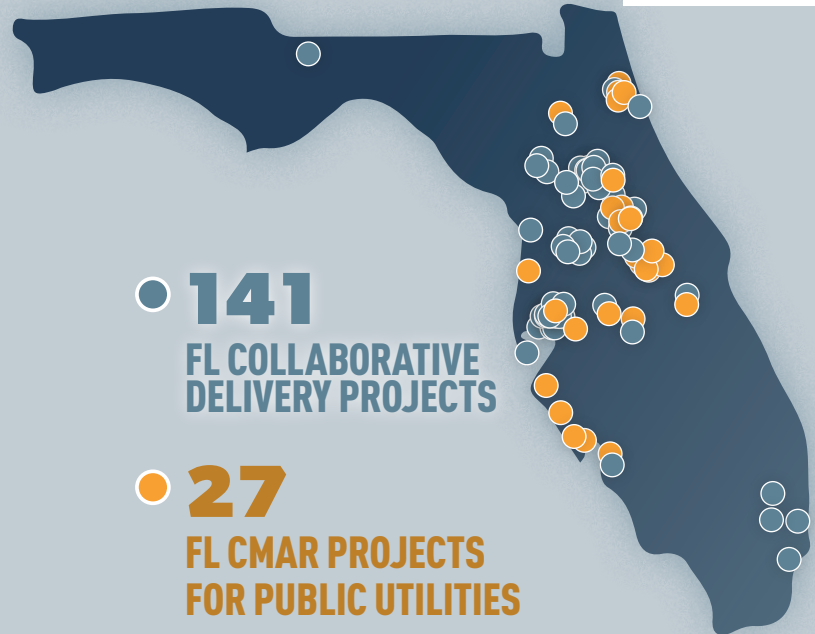 141
FL COLLABORATIVE
DELIVERY PROJECTS
27
FL CMAR PROJECTS
FOR PUBLIC UTILITIES